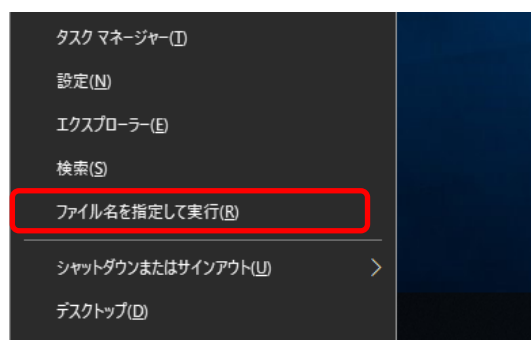 タスク マネージャー(T)
設定(N)
エクスプローラー(E)
検索(S)
ファイル名を指定して実行(R)
シャットダウンまたはサインアウト(U)
デスクトップ(D)